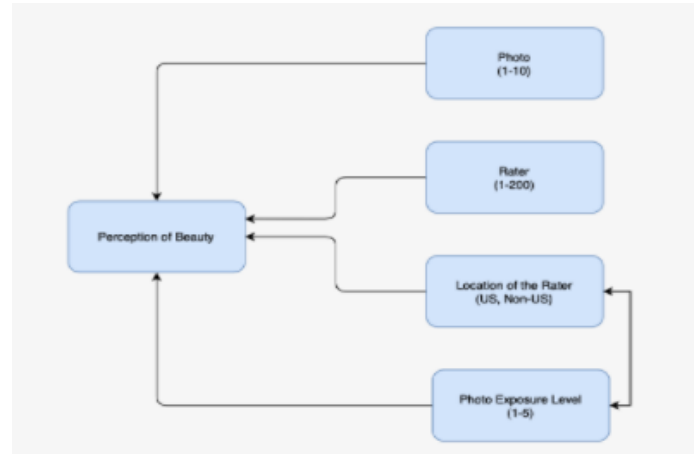 Photo
(1-10)
Rater
(1-200)
Perception of Beauty
Location of the Rater
(US, Non-US)
Photo Exposure Level
(1-5)